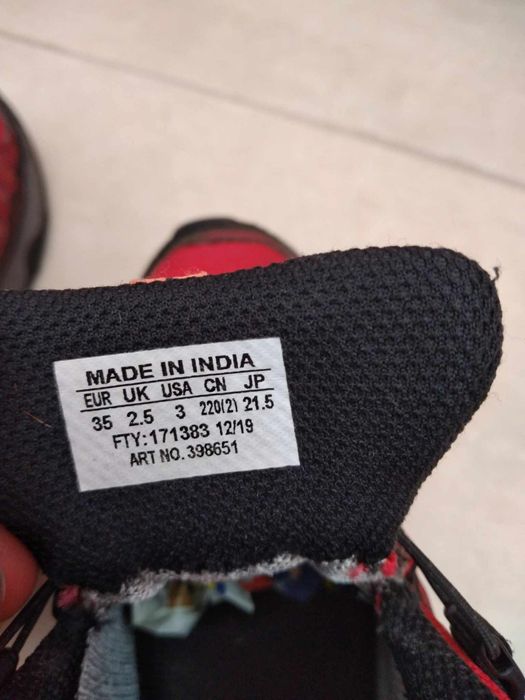 MADE IN INDIA
EUR UK USA CN JP
35 2.5 3 220(2) 21.5
FTY:171383 12/19
ART NO. 398651